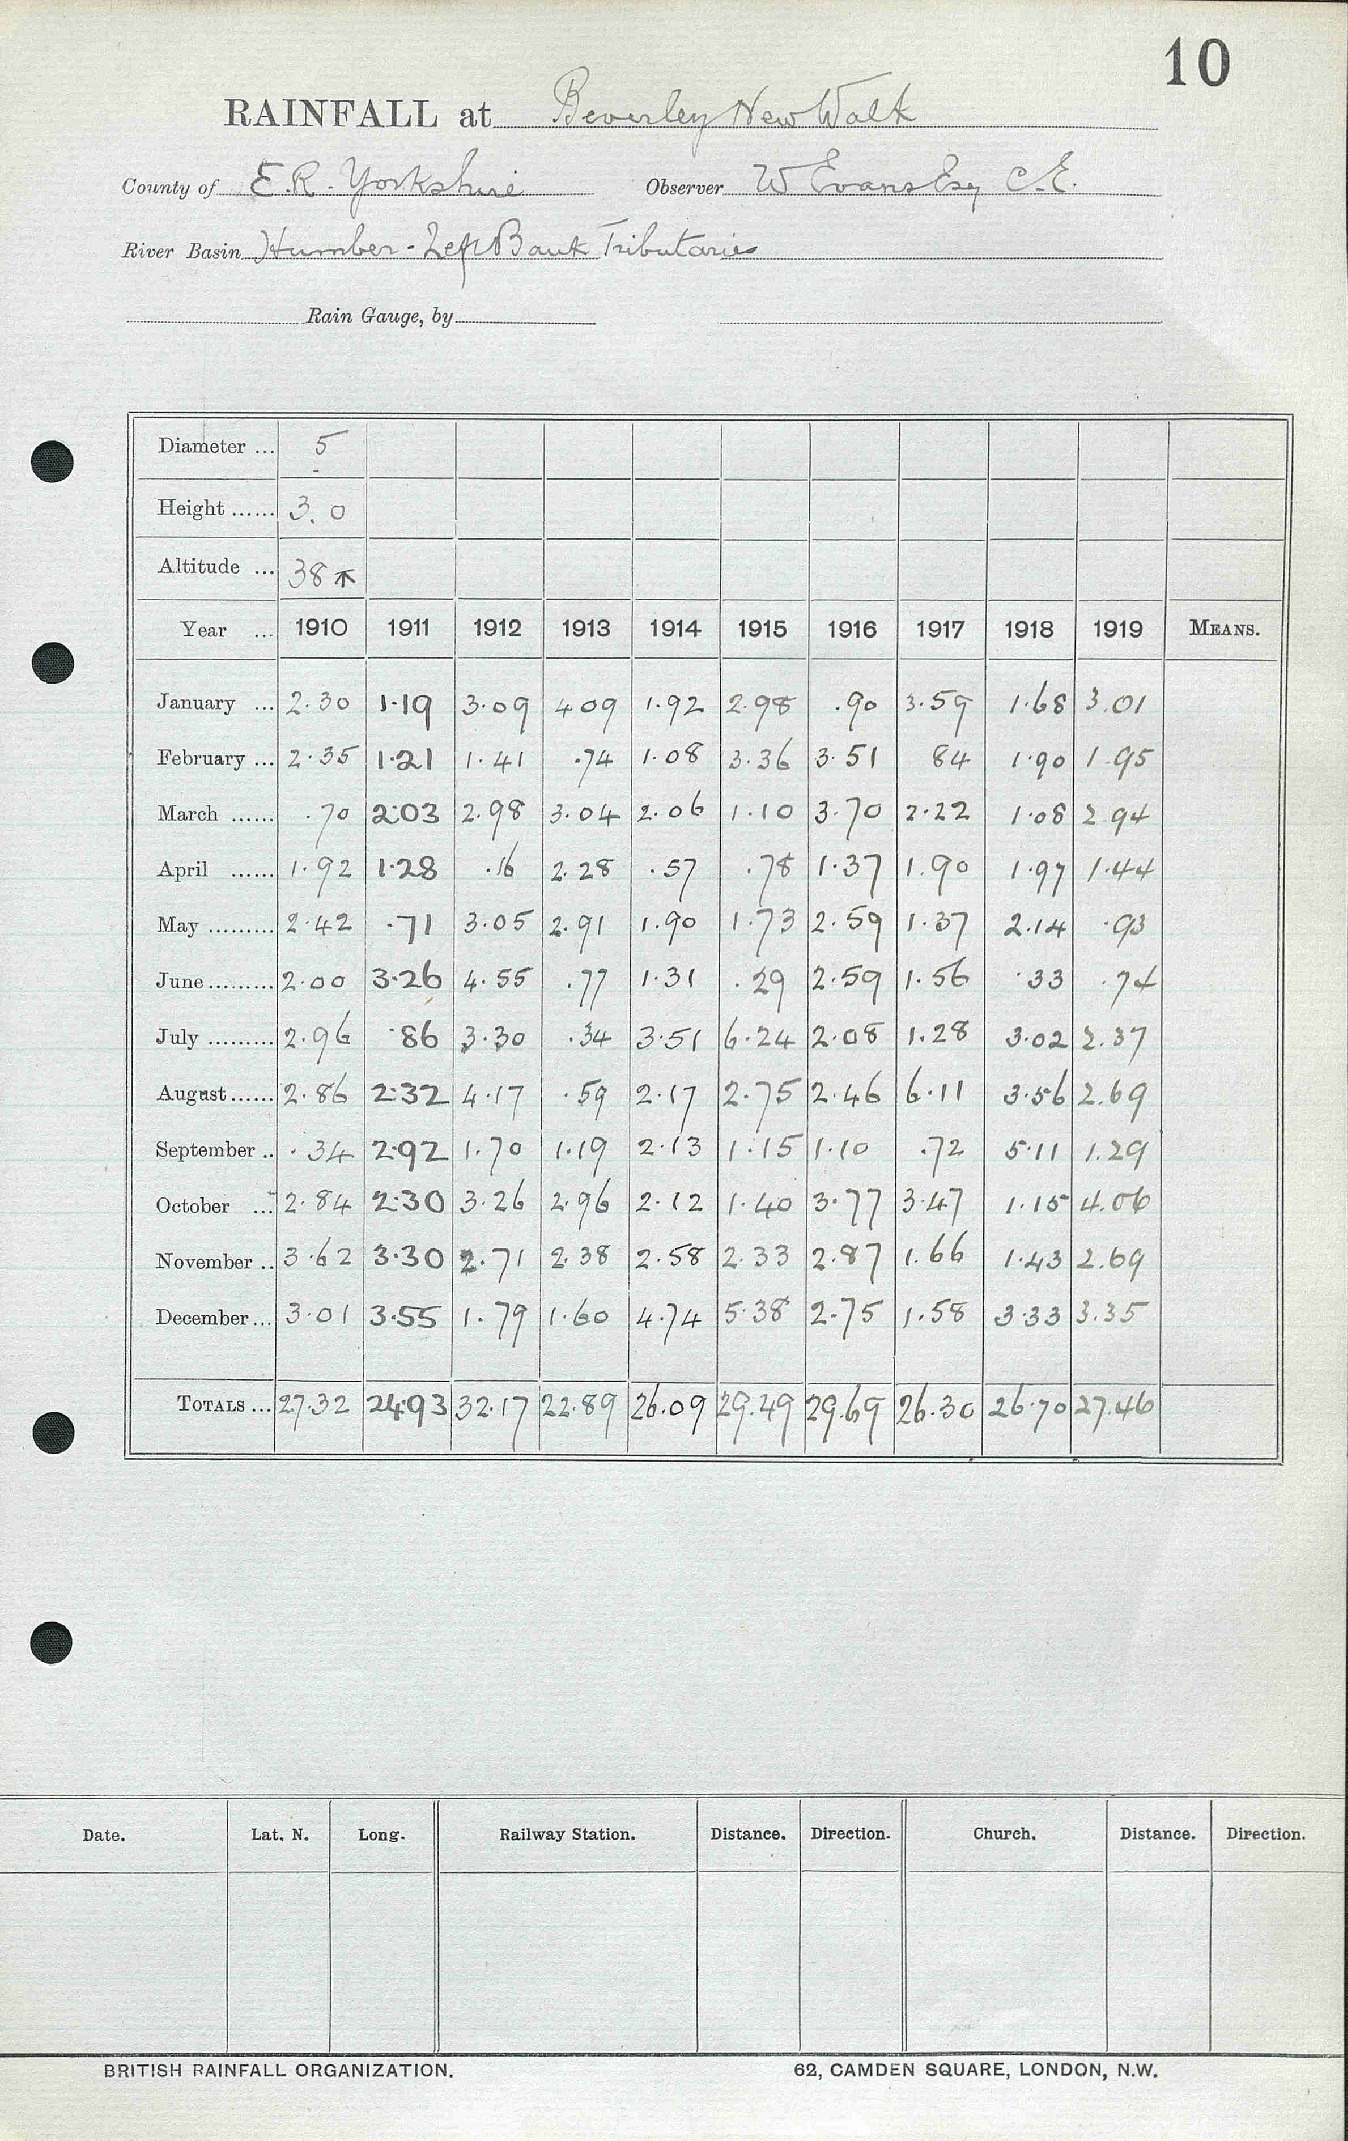 10
RAINFALL at Beverley New Walk
County of E.R. Yorkshire Observer W Evans Esq C.E.
River Basin Humber - Left Bank Tributaries
Rain Gauge, by
Diameter ... 5
Height ...... 3.0
Altitude ... 38
Year ... 1910 1911 1912 1913 1914 1915 1916 1917 1918 1919 MEANS.
January ... 2.30 1.19 3.09 4 09 1.92 2.98 .90 3.59 1.68 3.01
February ... 2.35 1.21 1.41 .74 1.08 3.36 3.51 84 1.90 1.95
March ...... .70 2.03 2.98 3.04 2.06 1.10 3.70 2.22 1.08 2 94
April ...... 1.92 1.28 .16 2.28 .57 .78 1.37 1.90 1.97 1.44
May ......... 2.42 .71 3.05 2.91 1.90 1.73 2.59 1.37 2.14 .93
June ......... 2.00 3.26 4.55 .77 1.31 .29 2.59 1.56 .33 .74
July ......... 2.96 .86 3.30 .34 3.51 6.24 2.08 1.28 3.02 2.37
August ...... 2.86 2.32 4.17 .59 2.17 2.75 2.46 6.11 3.56 2.69
September .. .34 2.92 1.70 1.19 2.13 1.15 1.10 .72 5.11 1.29
October ... 2.84 2.30 3.26 2.96 2.12 1.40 3.77 3.47 1.15 4.06
November .. 3.62 3.30 2.71 2.38 2.58 2.33 2.87 1.66 1.43 2.69
December ... 3.01 3.55 1.79 1.60 4.74 5.38 2.75 1.58 3.33 3.35
TOTALS ... 27.32 24.93 32.17 22.89 26.09 29.49 29.69 26.30 26.70 27.46
Date. Lat. N. Long. Railway Station. Distance. Direction. Church. Distance. Direction.
BRITISH RAINFALL ORGANIZATION. 62, CAMDEN SQUARE, LONDON, N.W.